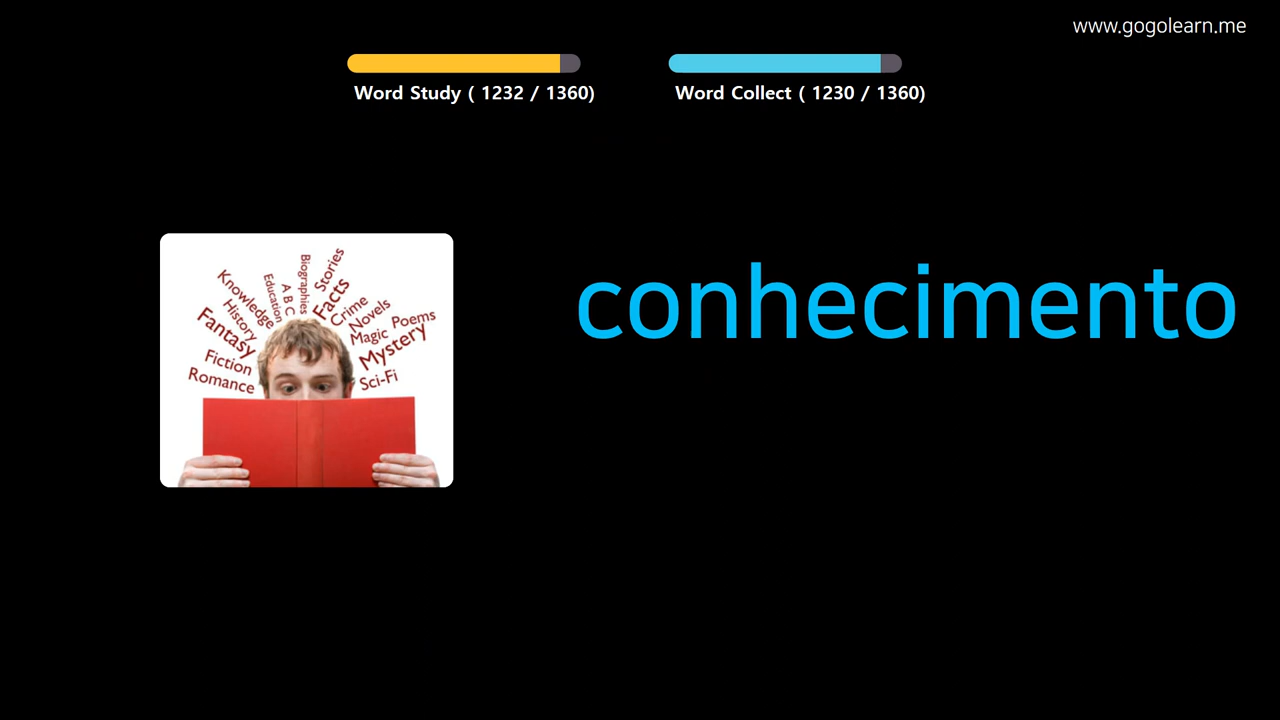 www.gogolearn.me
Word Study ( 1232 / 1360)
Word Collect ( 1230 / 1360)
conhecimento
Stories
Biographies
Facts
A B C
Education
Knowledge
Crime
History
Novels
Fantasy
Magic
Poems
Mystery
Fiction
Romance
Sci-Fi